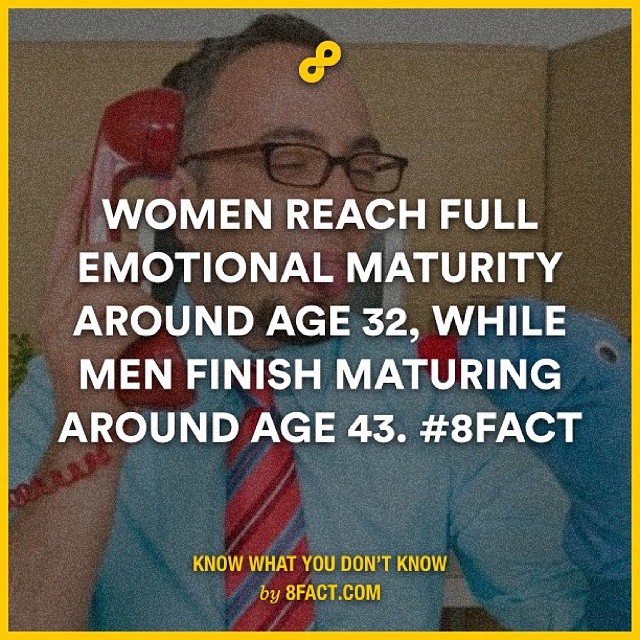 WOMEN REACH FULL
EMOTIONAL MATURITY
AROUND AGE 32, WHILE
MEN FINISH MATURING
AROUND AGE 43. #8FACT
KNOW WHAT YOU DON'T KNOW
by 8FACT.COM